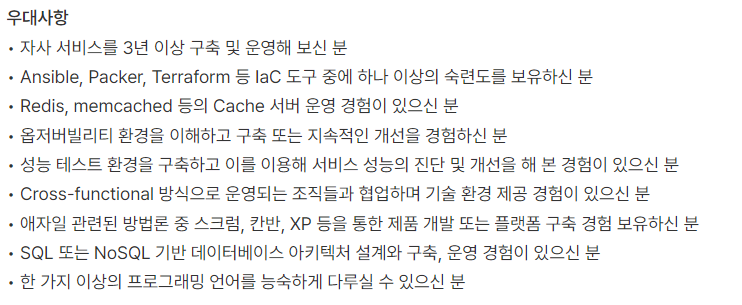 우대사항
• 자사 서비스를 3년 이상 구축 및 운영해 보신 분
• Ansible, Packer, Terraform 등 IaC 도구 중에 하나 이상의 숙련도를 보유하신 분
• Redis, memcached 등의 Cache 서버 운영 경험이 있으신 분
• 옵저버빌리티 환경을 이해하고 구축 또는 지속적인 개선을 경험하신 분
• 성능 테스트 환경을 구축하고 이를 이용해 서비스 성능의 진단 및 개선을 해 본 경험이 있으신 분
• Cross-functional 방식으로 운영되는 조직들과 협업하며 기술 환경 제공 경험이 있으신 분
• 애자일 관련된 방법론 중 스크럼, 칸반, XP 등을 통한 제품 개발 또는 플랫폼 구축 경험 보유하신 분
• SQL 또는 NoSQL 기반 데이터베이스 아키텍처 설계와 구축, 운영 경험이 있으신 분
• 한 가지 이상의 프로그래밍 언어를 능숙하게 다루실 수 있으신 분